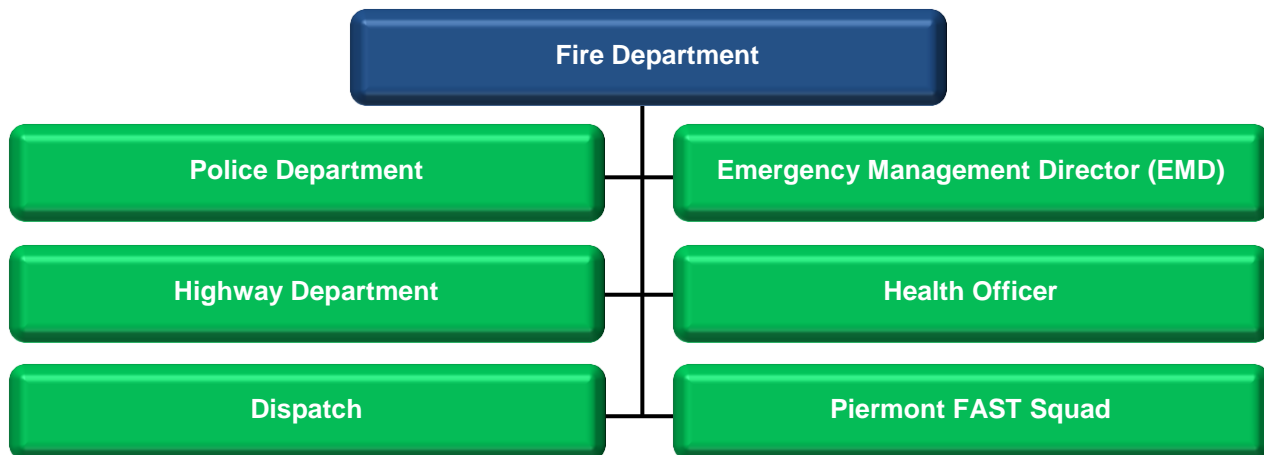 Fire Department
Police Department
Emergency Management Director (EMD)
Highway Department
Health Officer
Dispatch
Piermont FAST Squad